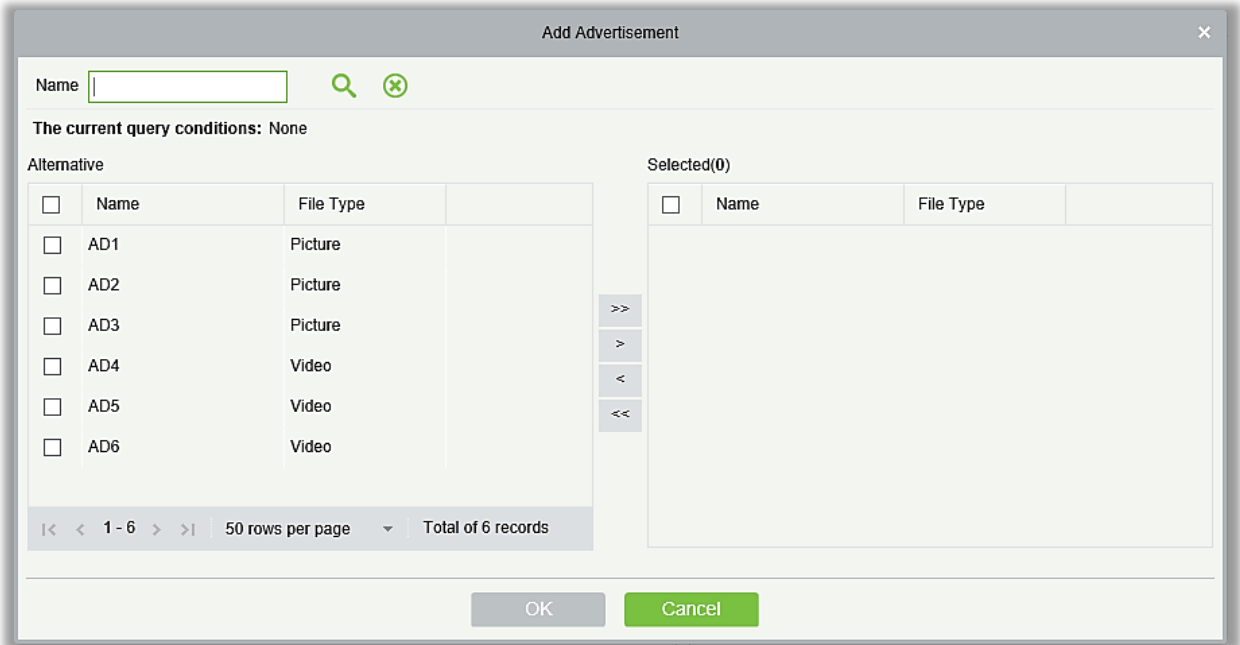 Add Advertisement ×
Name
The current query conditions: None
Alternative
Name File Type
AD1 Picture
AD2 Picture
AD3 Picture
AD4 Video
AD5 Video
AD6 Video
|< < 1 - 6 > >| 50 rows per page Total of 6 records
>>
>
<
<<
Selected(0)
Name File Type
OK Cancel